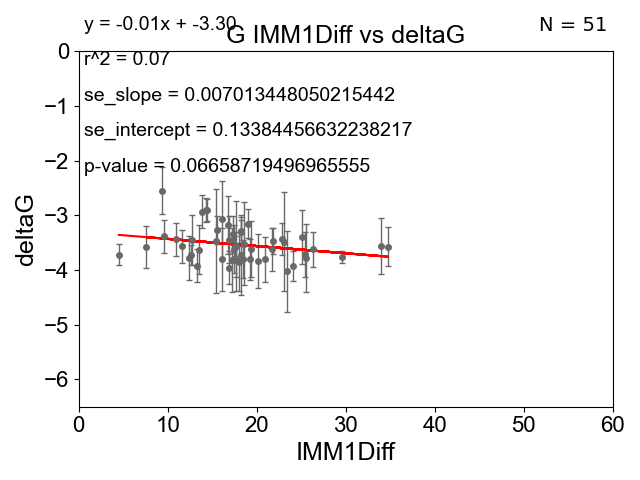 y = -0.01x + -3.30
N = 51
G IMM1Diff vs deltaG
r^2 = 0.07
se_slope = 0.007013448050215442
se_intercept = 0.13384456632238217
p-value = 0.06658719496965555
0
−1
−2
−3
−4
−5
−6
deltaG
0 10 20 30 40 50 60
IMM1Diff